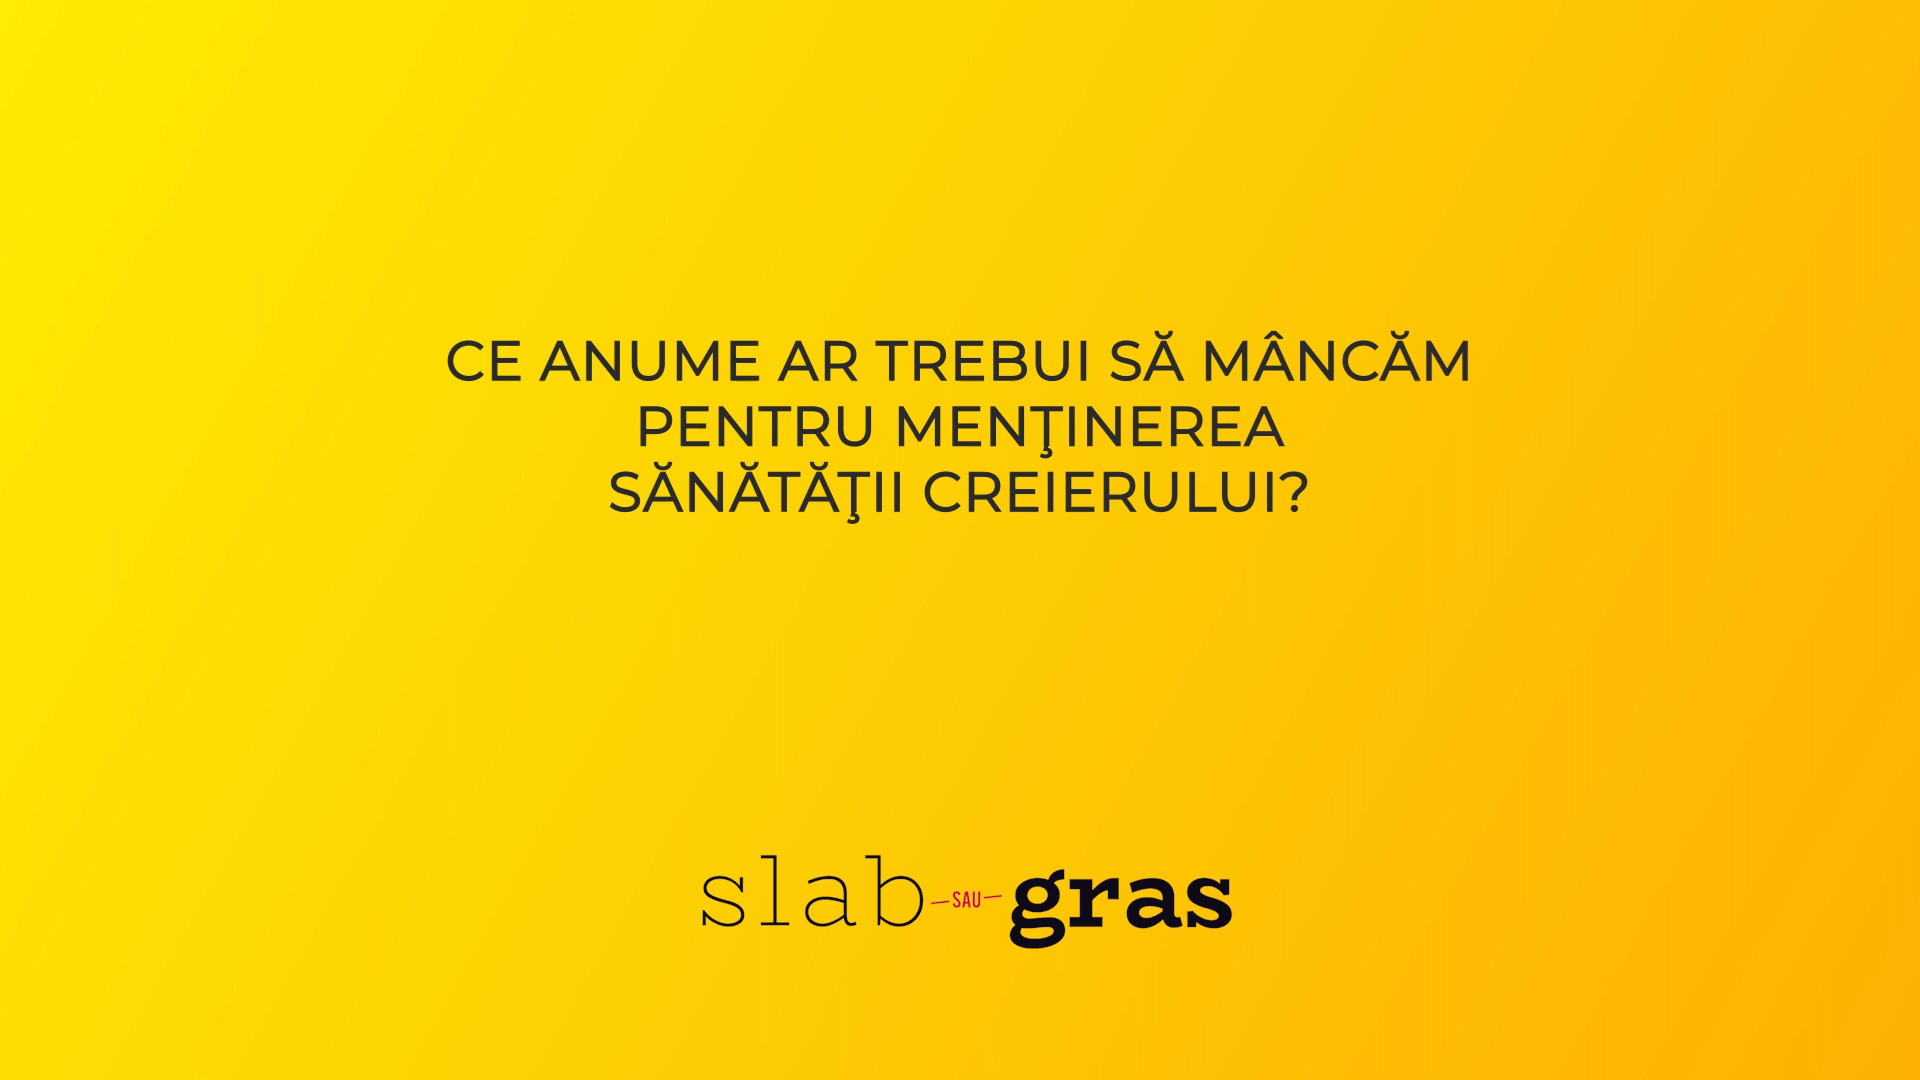 CE ANUME AR TREBUI SĂ MÂNCĂM
PENTRU MENŢINEREA
SĂNĂTĂŢII CREIERULUI?
slab SAU gras